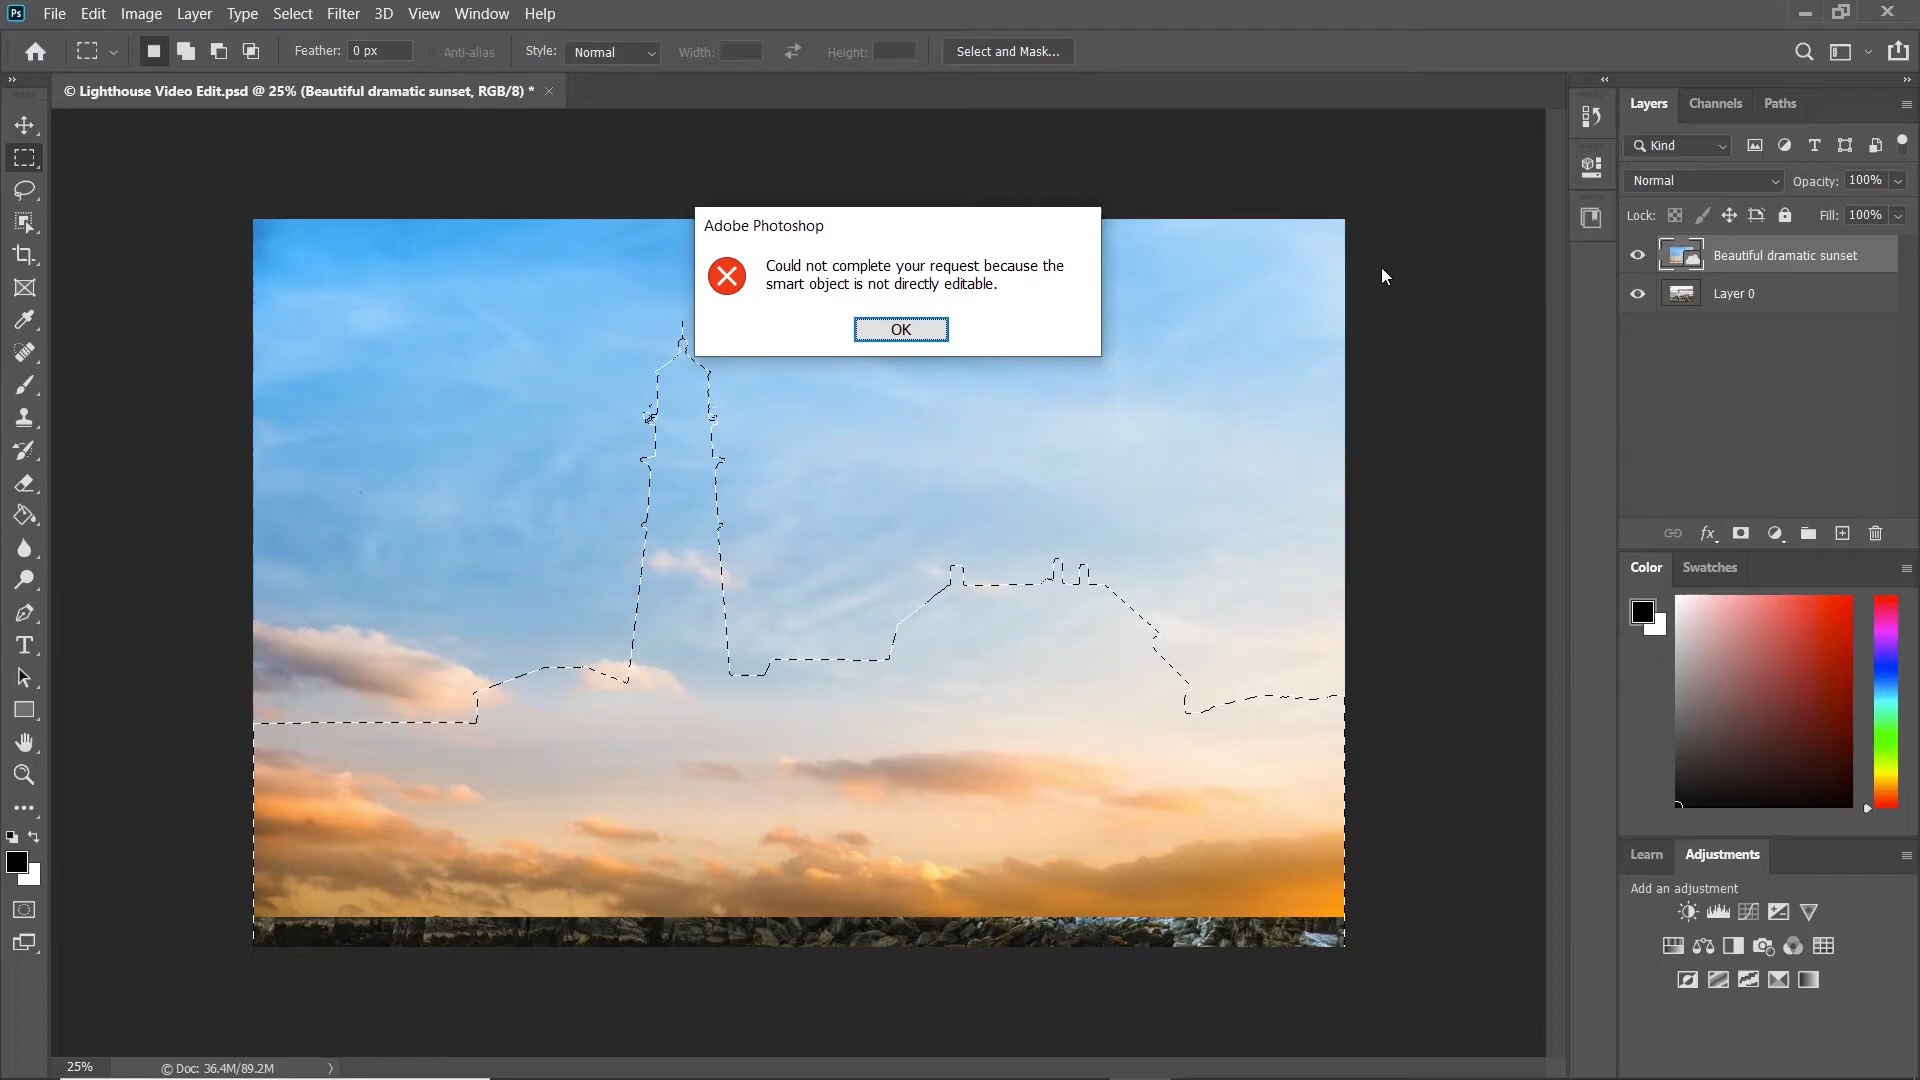 Ps File Edit Image Layer Type Select Filter 3D View Window Help
Feather: 0 px Anti-alias Style: Normal Width: Height: Select and Mask...
© Lighthouse Video Edit.psd @ 25% (Beautiful dramatic sunset, RGB/8) *
Adobe Photoshop
Could not complete your request because the
smart object is not directly editable.
OK
Layers Channels Paths
Kind
Normal Opacity: 100%
Lock: Fill: 100%
Beautiful dramatic sunset
Layer 0
fx
Color Swatches
Learn Adjustments
Add an adjustment
25% © Doc: 36.4M/89.2M